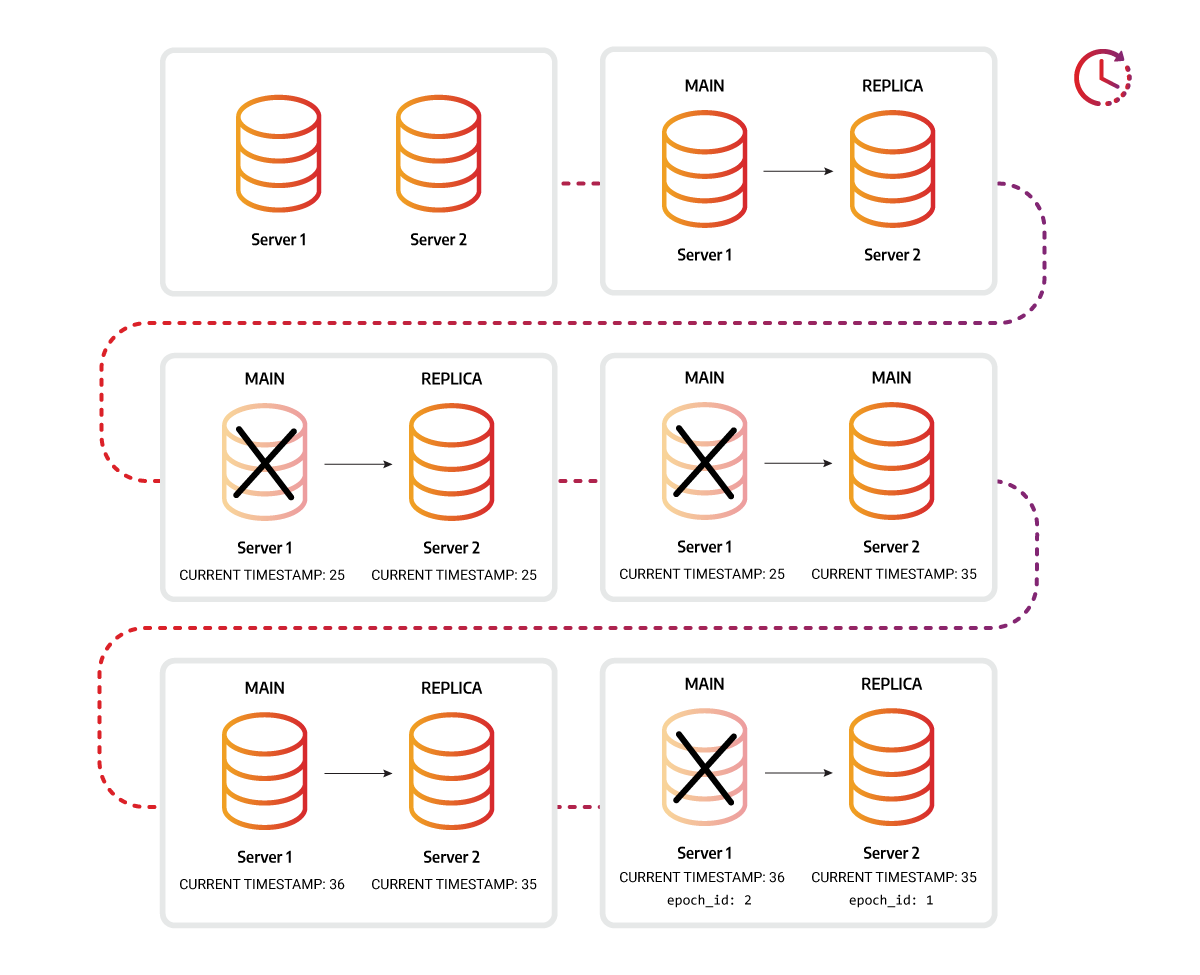 Server 1
Server 2
MAIN
REPLICA
Server 1
Server 2
MAIN
REPLICA
Server 1
Server 2
CURRENT TIMESTAMP: 25
CURRENT TIMESTAMP: 25
MAIN
MAIN
Server 1
Server 2
CURRENT TIMESTAMP: 25
CURRENT TIMESTAMP: 35
MAIN
REPLICA
Server 1
Server 2
CURRENT TIMESTAMP: 36
CURRENT TIMESTAMP: 35
MAIN
REPLICA
Server 1
Server 2
CURRENT TIMESTAMP: 36
CURRENT TIMESTAMP: 35
epoch_id: 2
epoch_id: 1